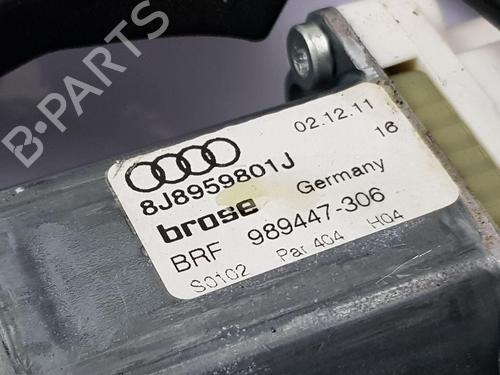 B-PARTS
02.12.11
16
8J8959801J
brose Germany
BRF 989447-306
S0102 Par 404 H04